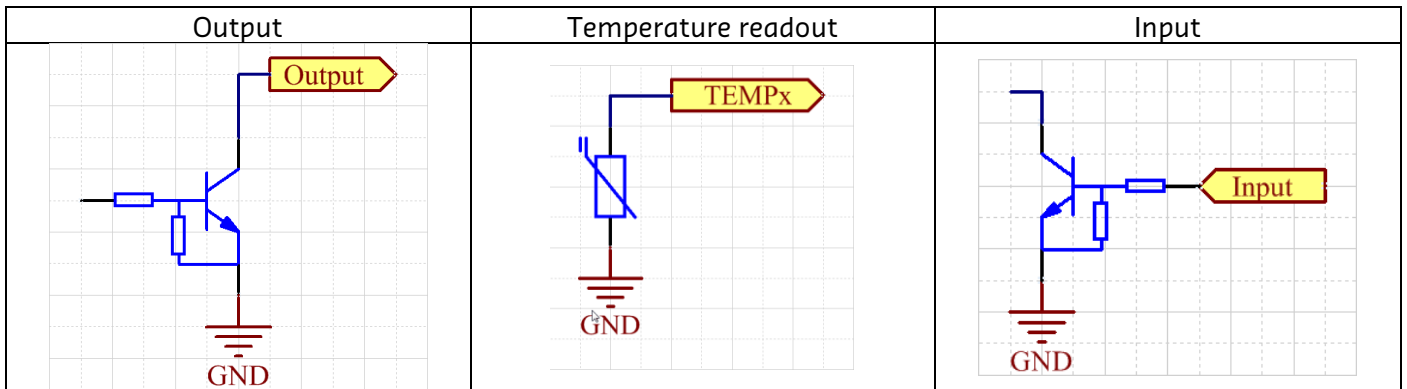 Output
Temperature readout
Input
Output
TEMPx
Input
GND
GND
GND